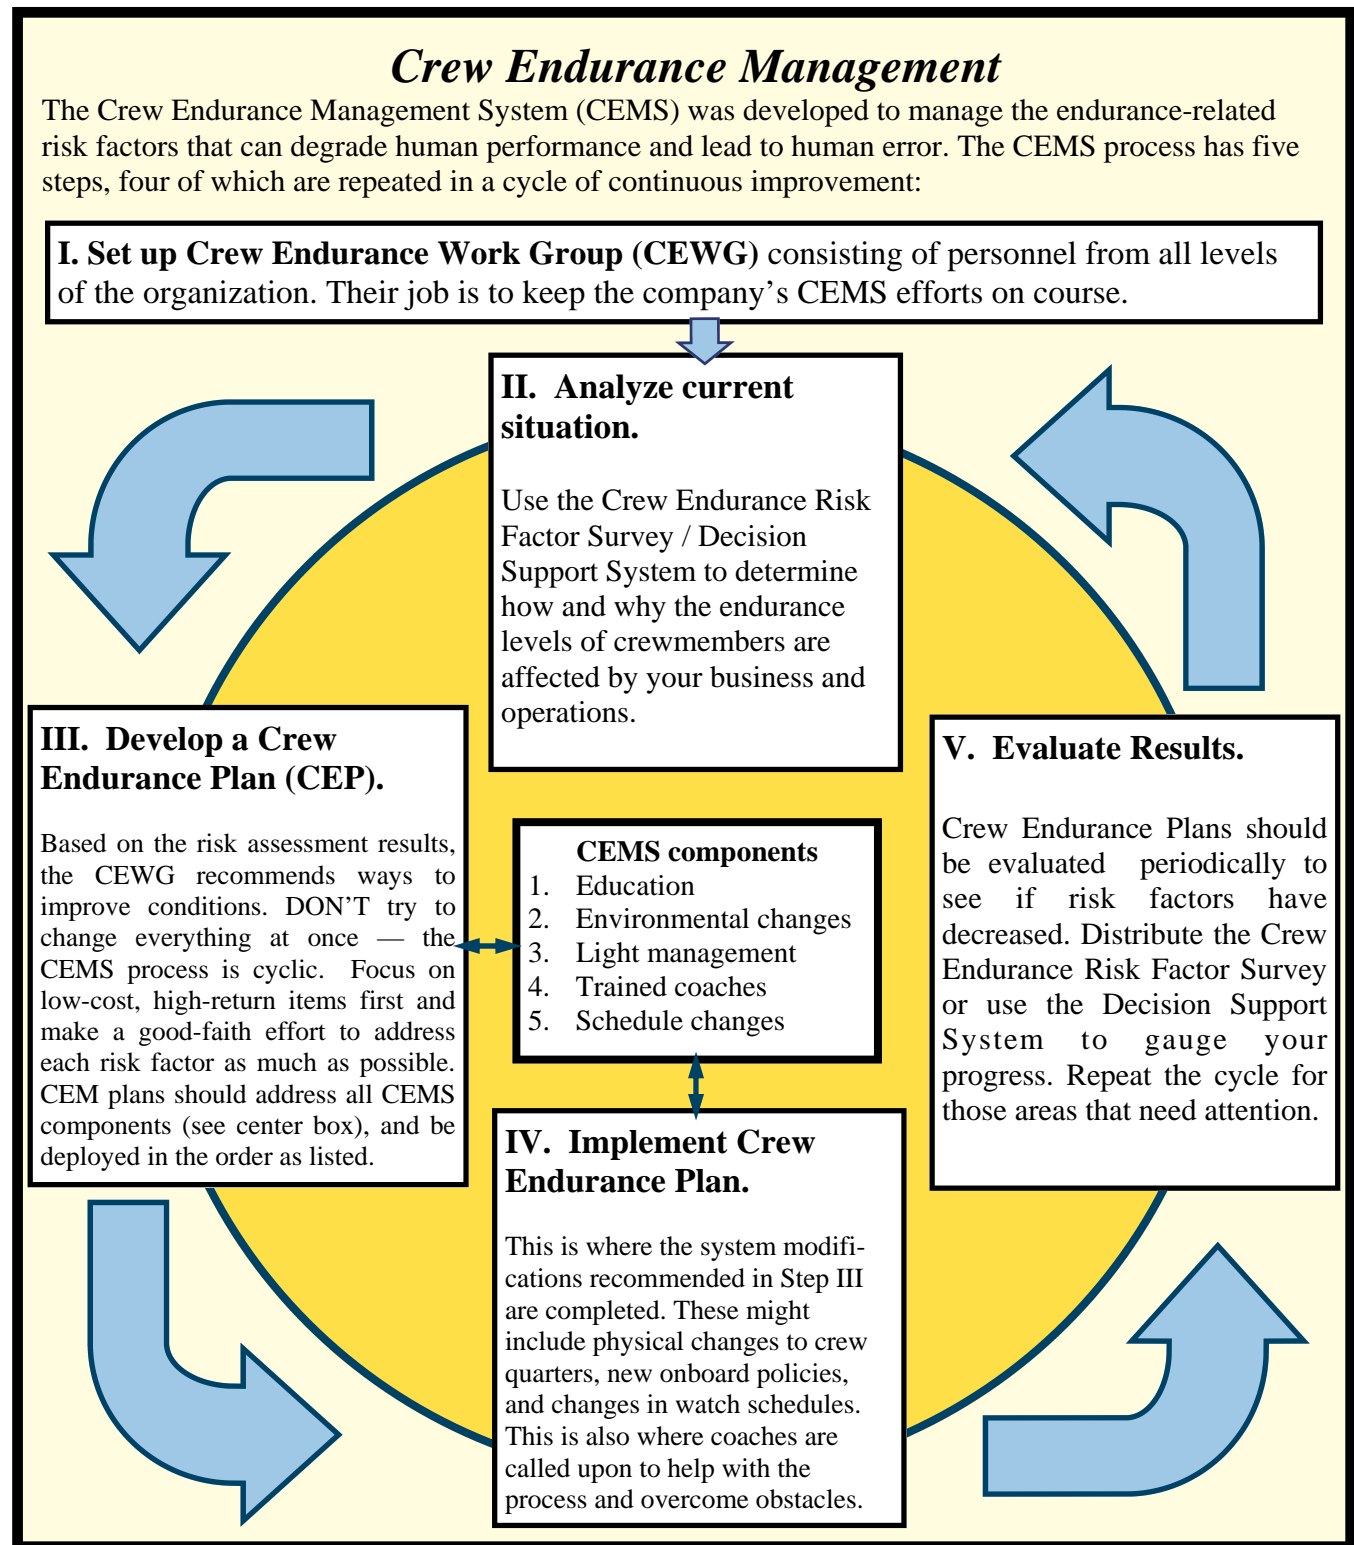 Crew Endurance Management
The Crew Endurance Management System (CEMS) was developed to manage the endurance-related
risk factors that can degrade human performance and lead to human error. The CEMS process has five
steps, four of which are repeated in a cycle of continuous improvement:
I. Set up Crew Endurance Work Group (CEWG) consisting of personnel from all levels
of the organization. Their job is to keep the company’s CEMS efforts on course.
II. Analyze current
situation.
Use the Crew Endurance Risk
Factor Survey / Decision
Support System to determine
how and why the endurance
levels of crewmembers are
affected by your business and
operations.
III. Develop a Crew
Endurance Plan (CEP).
Based on the risk assessment results,
the CEWG recommends ways to
improve conditions. DON’T try to
change everything at once — the
CEMS process is cyclic. Focus on
low-cost, high-return items first and
make a good-faith effort to address
each risk factor as much as possible.
CEM plans should address all CEMS
components (see center box), and be
deployed in the order as listed.
CEMS components
1. Education
2. Environmental changes
3. Light management
4. Trained coaches
5. Schedule changes
IV. Implement Crew
Endurance Plan.
This is where the system modifi-
cations recommended in Step III
are completed. These might
include physical changes to crew
quarters, new onboard policies,
and changes in watch schedules.
This is also where coaches are
called upon to help with the
process and overcome obstacles.
V. Evaluate Results.
Crew Endurance Plans should
be evaluated periodically to
see if risk factors have
decreased. Distribute the Crew
Endurance Risk Factor Survey
or use the Decision Support
System to gauge your
progress. Repeat the cycle for
those areas that need attention.